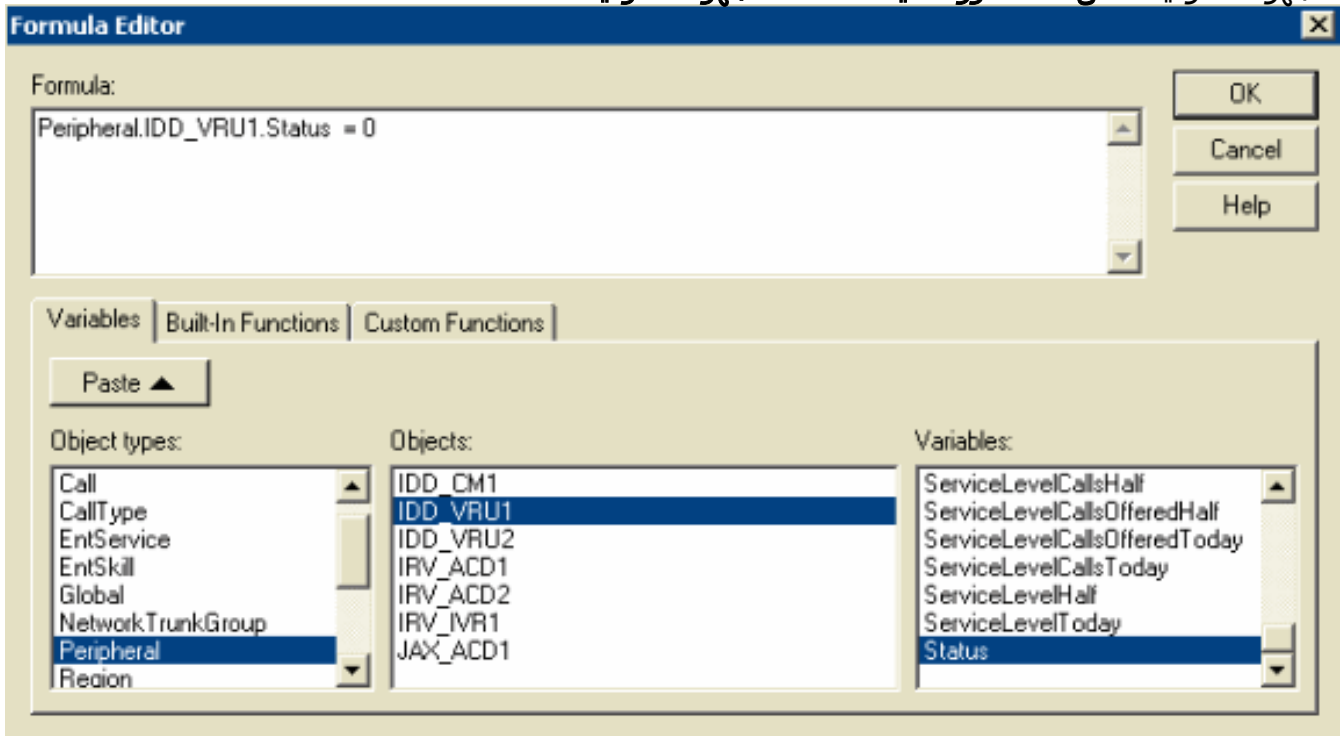 Formula Editor
Formula:
OK
Peripheral.IDD_VRU1.Status = 0
Cancel
Help
Variables Built-In Functions Custom Functions
Paste
Object types: Objects: Variables:
Call IDD_CM1 ServiceLevelCallsHalf
CallType IDD_VRU1 ServiceLevelCallsOfferedHalf
EntService IDD_VRU2 ServiceLevelCallsOfferedToday
EntSkill IRV_ACD1 ServiceLevelCallsToday
Global IRV_ACD2 ServiceLevelHalf
NetworkTrunkGroup IRV_IVR1 ServiceLevelToday
Peripheral JAX_ACD1 Status
Region